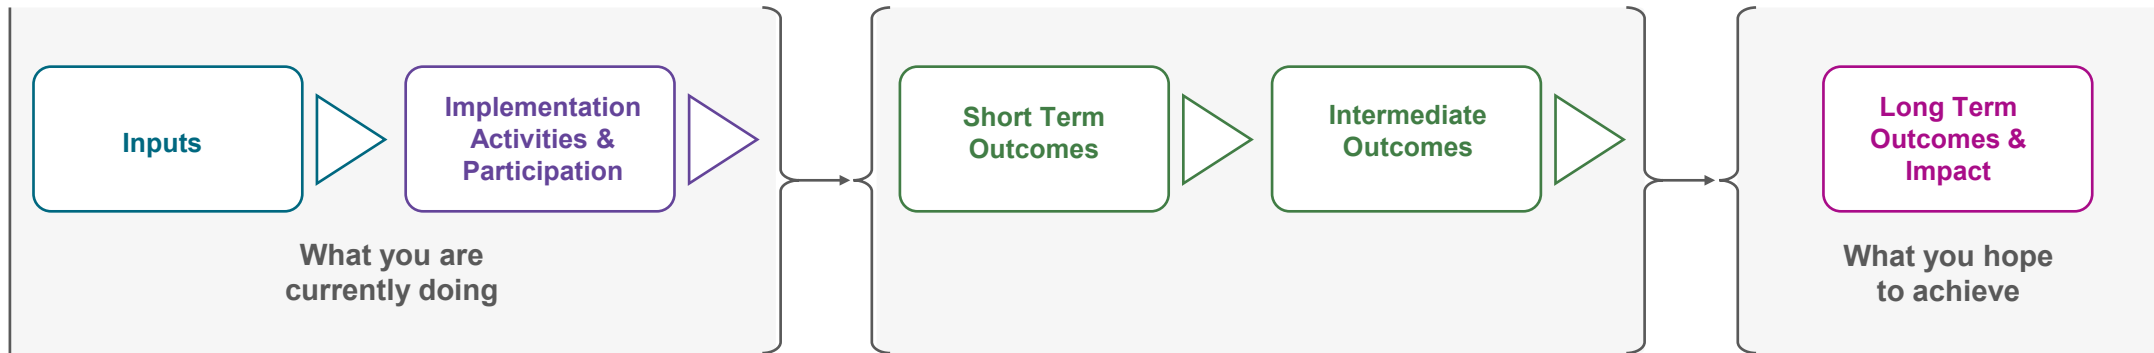 Inputs
Implementation
Activities &
Participation
Short Term
Outcomes
Intermediate
Outcomes
Long Term
Outcomes &
Impact
What you are
currently doing
What you hope
to achieve